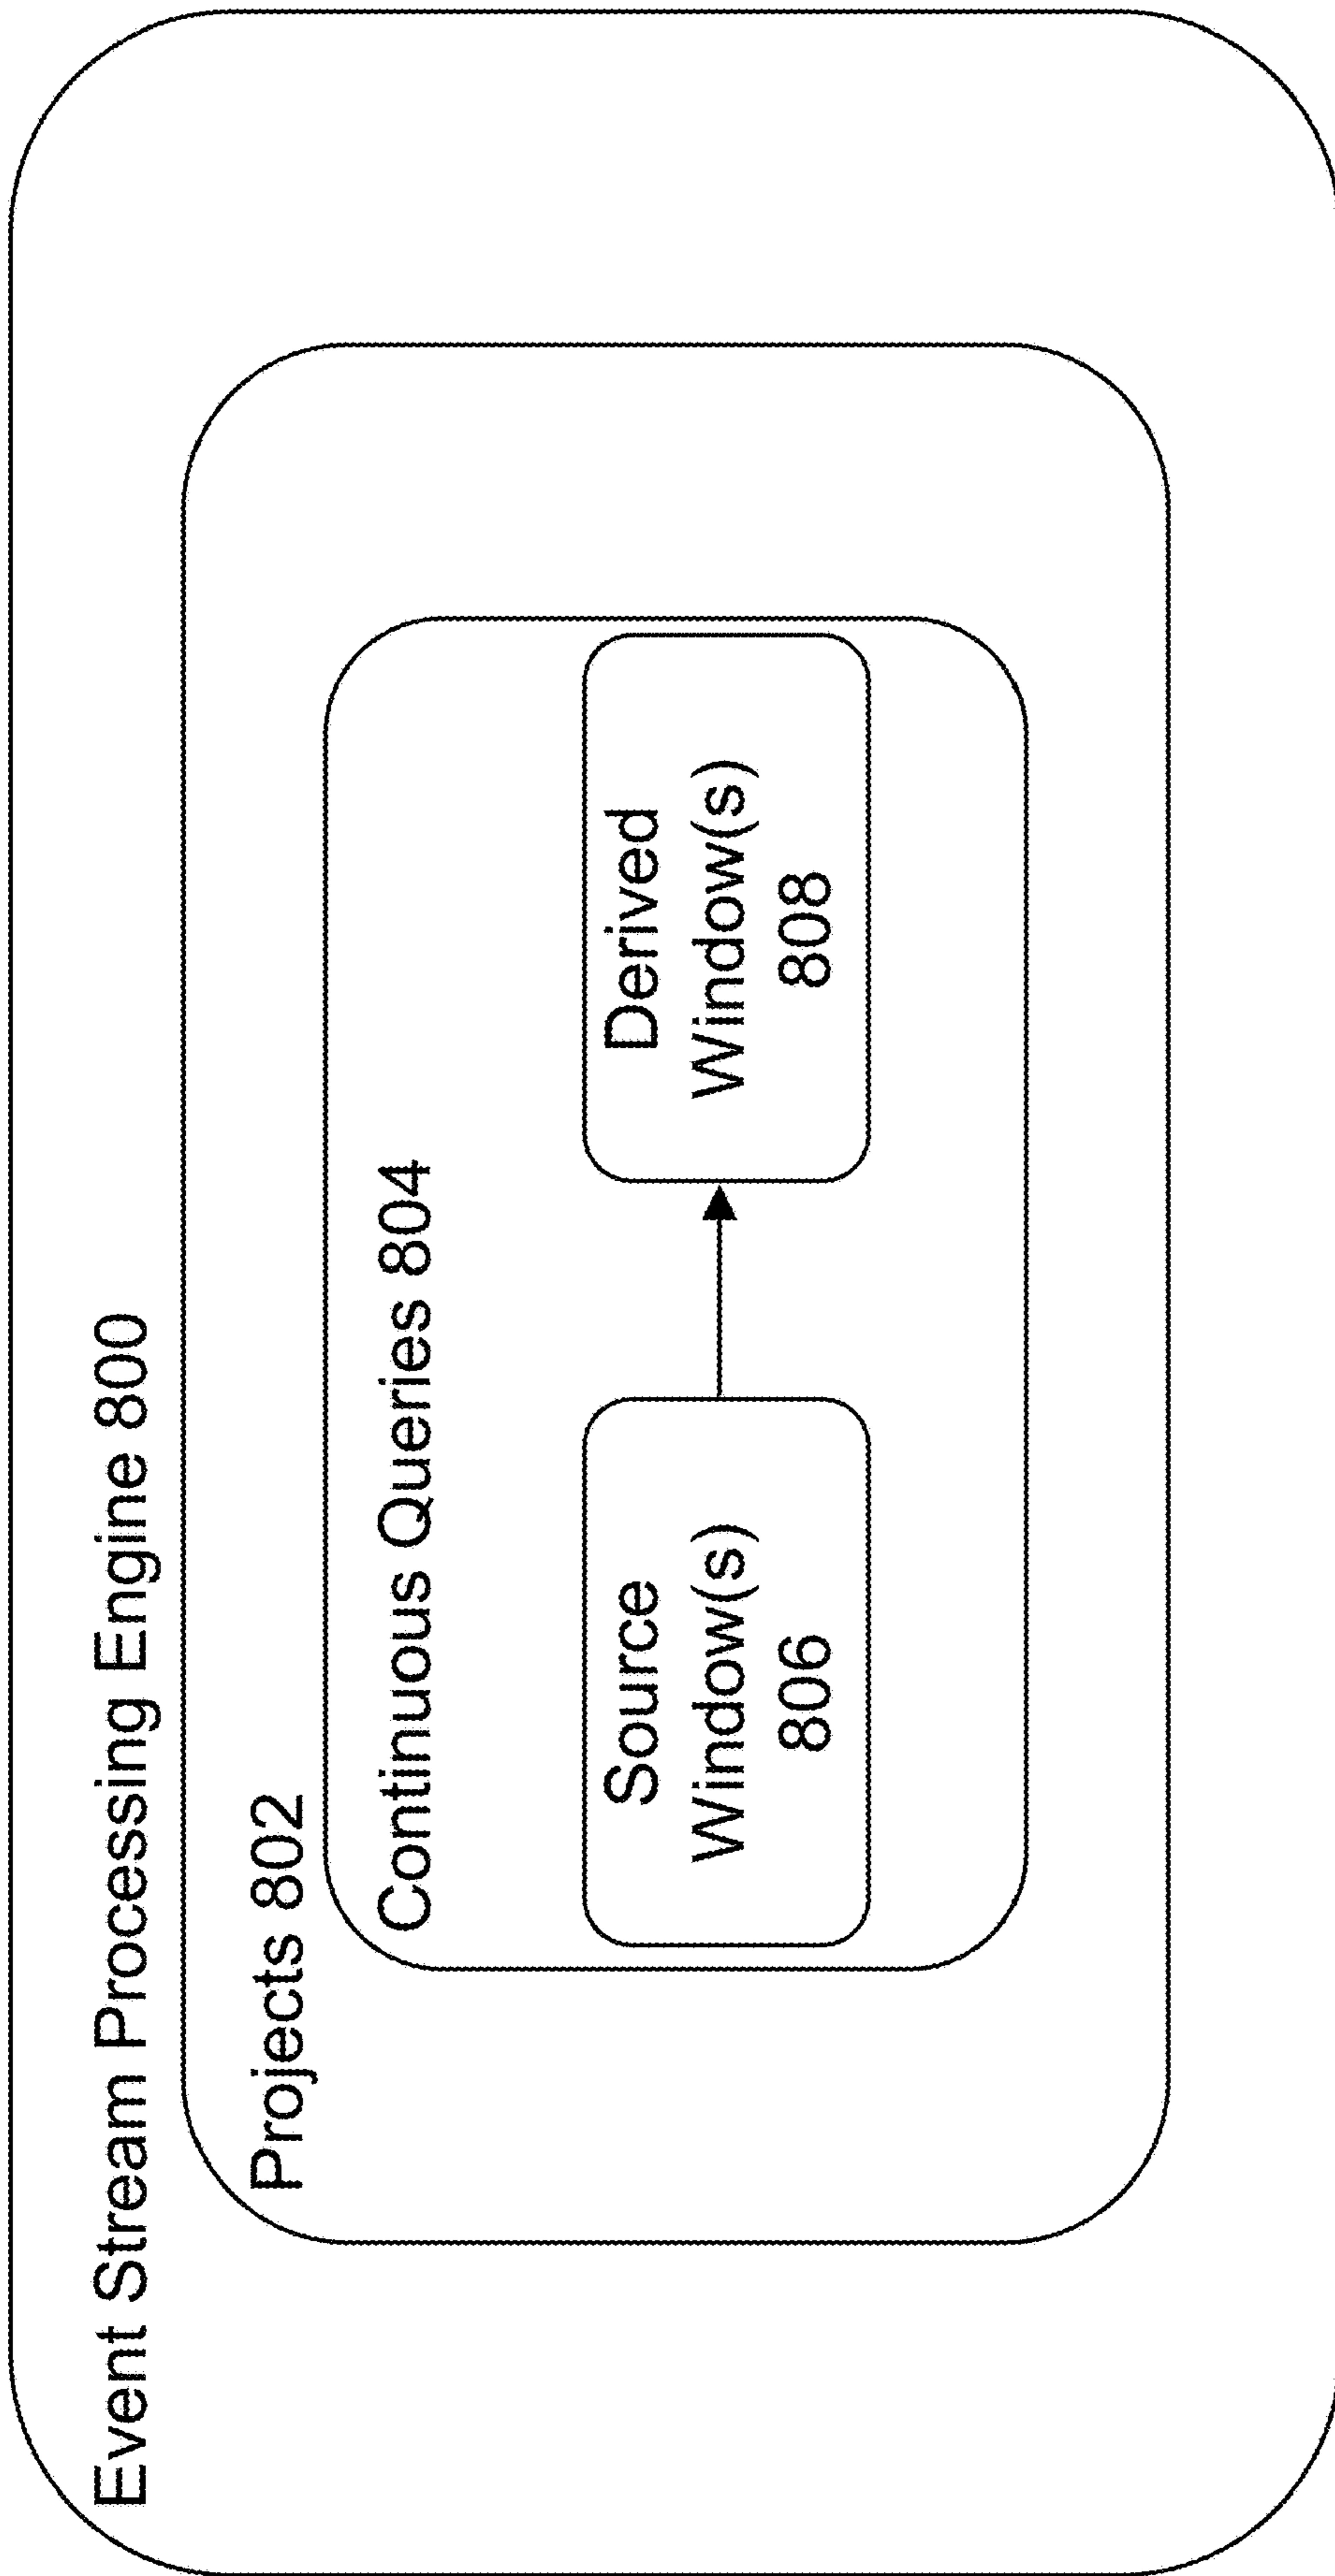 Event Stream Processing Engine 800
Projects 802
Continuous Queries 804
Source
Window(s)
806
Derived
Window(s)
808